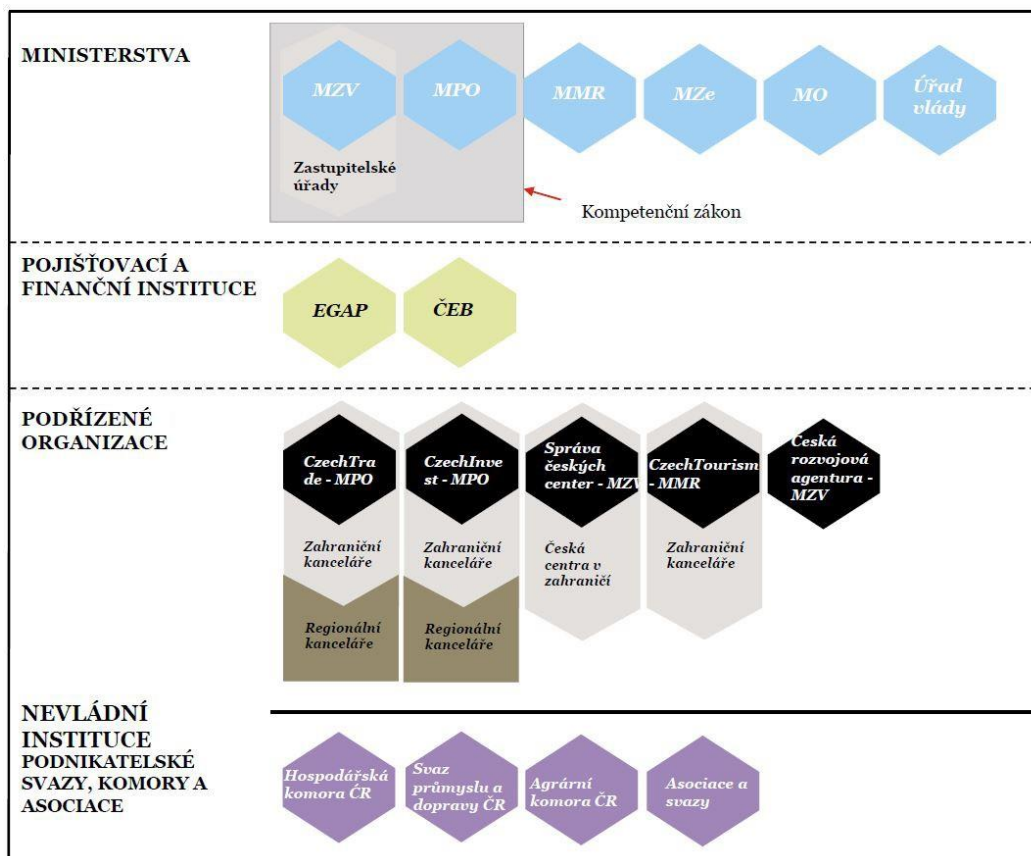 MINISTERSTVA
MZV
MPO
MMR
MZe
MO
Úřad
vlády
Zastupitelské
úřady
Kompetenční zákon
POJIŠŤOVACÍ A
FINANČNÍ INSTITUCE
EGAP
ČEB
PODŘÍZENÉ
ORGANIZACE
CzechTra
de - MPO
CzechInve
st - MPO
Správa
českých
center - MZV
CzechTourism
- MMR
Česká
rozvojová
agentura -
MZV
Zahraniční
kanceláře
Zahraniční
kanceláře
Česká
centra v
zahraničí
Zahraniční
kanceláře
Regionální
kanceláře
Regionální
kanceláře
NEVLÁDNÍ
INSTITUCE
PODNIKATELSKÉ
SVAZY, KOMORY A
ASOCIACE
Hospodářská
komora ĆR
Svaz
průmyslu a
dopravy ČR
Agrární
komora ČR
Asociace a
svazy